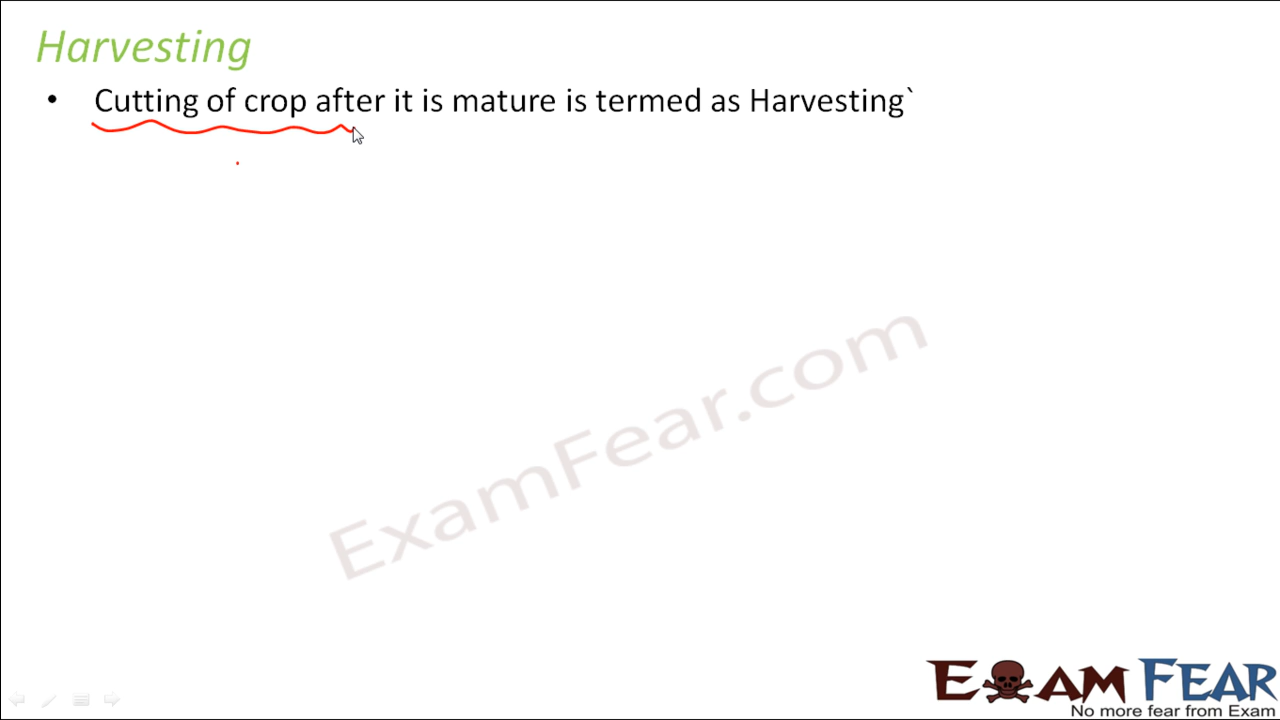 Harvesting
• Cutting of crop after it is mature is termed as Harvesting`
ExamFear.com
EXAM FEAR
No more fear from Exam